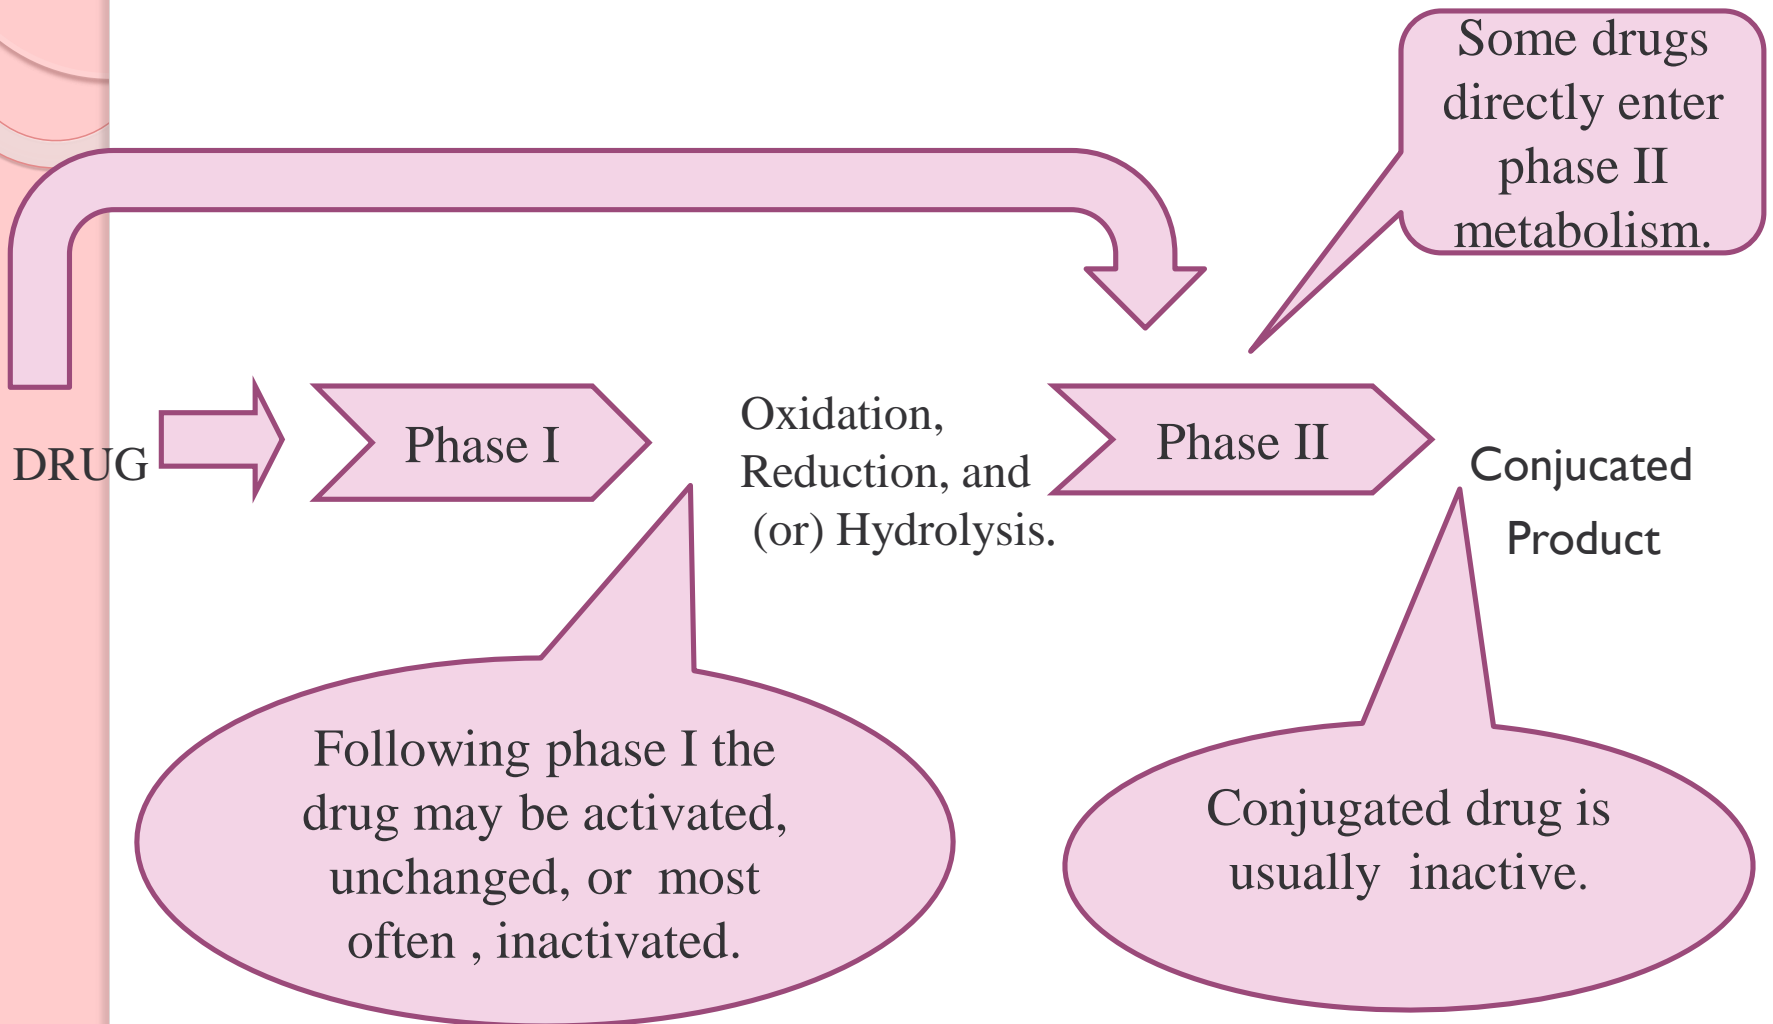 Some drugs
directly enter
phase II
metabolism.
DRUG
Phase I
Oxidation,
Reduction, and
(or) Hydrolysis.
Phase II
Conjucated
Product
Following phase I the
drug may be activated,
unchanged, or most
often , inactivated.
Conjugated drug is
usually inactive.